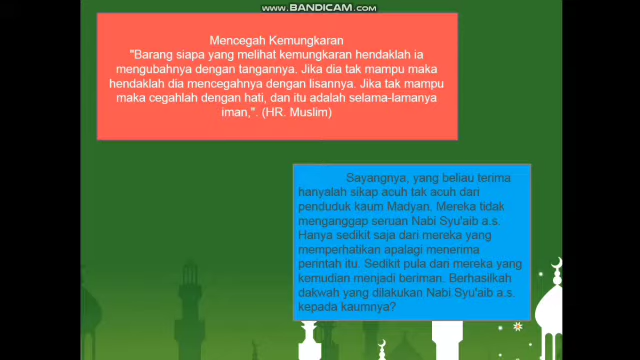 WWW.BANDICAM.COM
Mencegah Kemungkaran
"Barang siapa yang melihat kemungkaran hendaklah ia
mengubahnya dengan tangannya. Jika dia tak mampu maka
hendaklah dia mencegahnya dengan lisannya. Jika tak mampu
maka cegahlah dengan hati, dan itu adalah selama-lamanya
iman,". (HR. Muslim)
Sayangnya, yang beliau terima
hanyalah sikap acuh tak acuh dari
penduduk kaum Madyan. Mereka tidak
menganggap seruan Nabi Syu'aib a.s.
Hanya sedikit saja dari mereka yang
memperhatikan apalagi menerima
perintah itu. Sedikit pula dari mereka yang
kemudian menjadi beriman. Berhasilkah
dakwah yang dilakukan Nabi Syu'aib a.s.
kepada kaumnya?